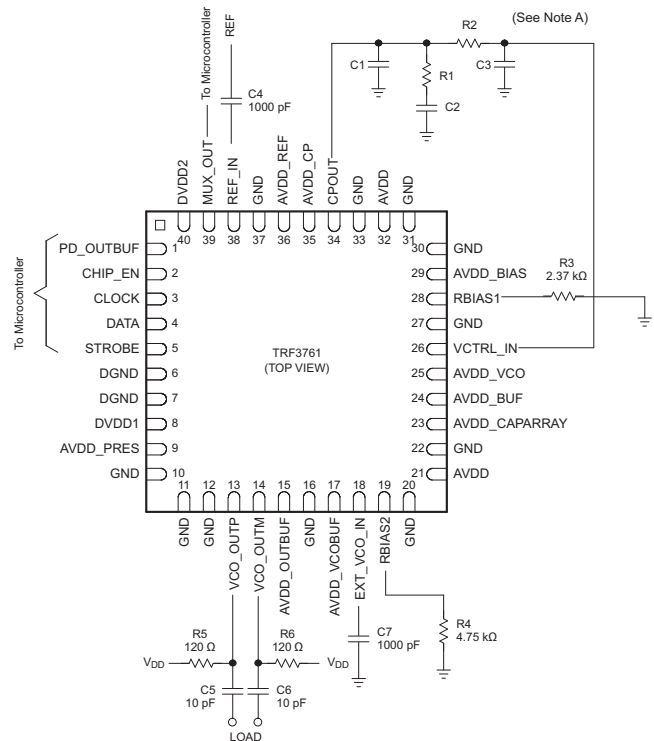 (See Note A)
To Microcontroller
REF
C4
1000 pF
C1
R1
C2
R2
C3
DVDD2
MUX_OUT
REF_IN
GND
AVDD_REF
AVDD_CP
CPOUT
GND
AVDD
GND
40
39
38
37
36
35
34
33
32
31
To Microcontroller
PD_OUTBUF 1
CHIP_EN 2
CLOCK 3
DATA 4
STROBE 5
DGND 6
DGND 7
DVDD1 8
AVDD_PRES 9
GND 10
TRF3761
(TOP VIEW)
30 GND
29 AVDD_BIAS
28 RBIAS1
27 GND
26 VCTRL_IN
25 AVDD_VCO
24 AVDD_BUF
23 AVDD_CAPARRAY
22 GND
21 AVDD
R3
2.37 kΩ
11
12
13
14
15
16
17
18
19
20
GND
GND
VCO_OUTP
VCO_OUTM
AVDD_OUTBUF
GND
AVDD_VCOBUF
EXT_VCO_IN
RBIAS2
GND
R5
120 Ω
R6
120 Ω
VDD
VDD
C5
10 pF
C6
10 pF
LOAD
C7
1000 pF
R4
4.75 kΩ